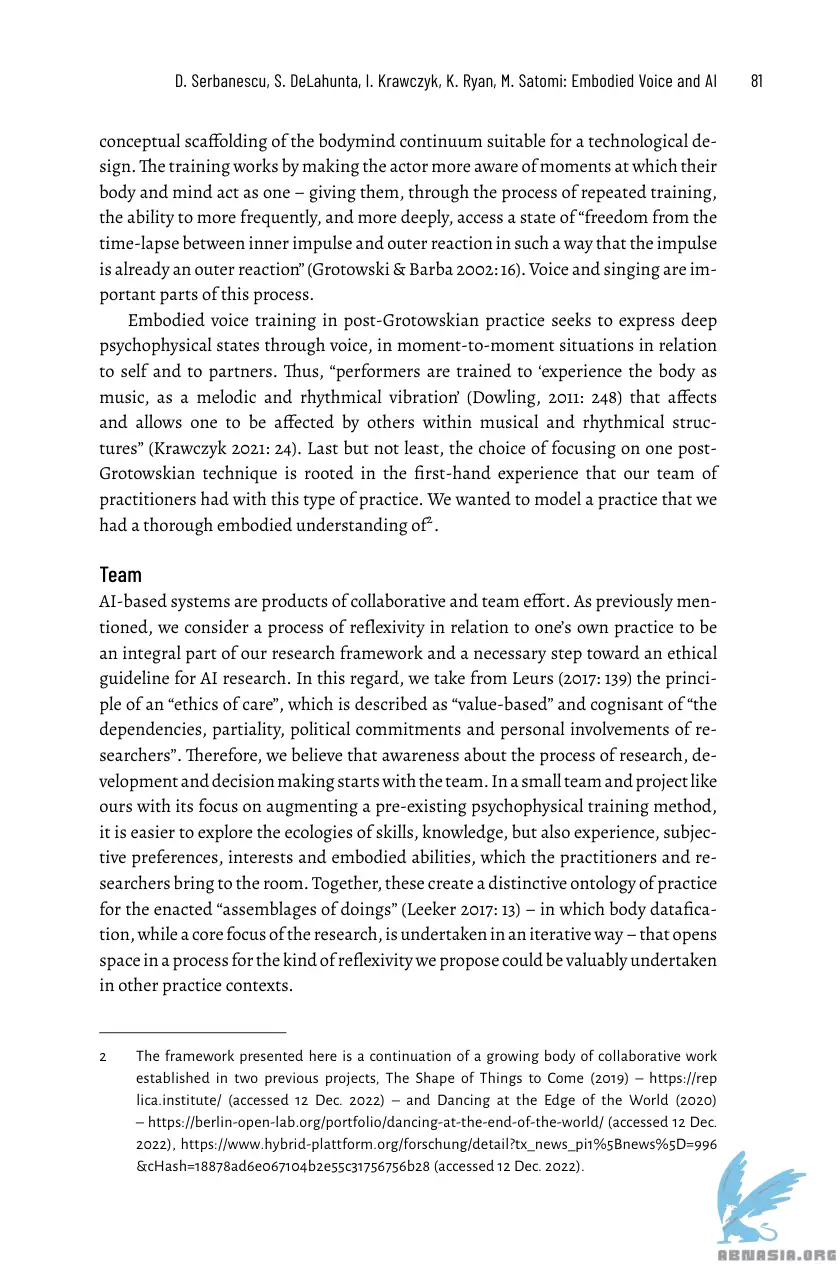 D. Serbanescu, S. DeLahunta, I. Krawczyk, K. Ryan, M. Satomi: Embodied Voice and AI 81
conceptual scaffolding of the bodymind continuum suitable for a technological de-
sign. The training works by making the actor more aware of moments at which their
body and mind act as one – giving them, through the process of repeated training,
the ability to more frequently, and more deeply, access a state of “freedom from the
time-lapse between inner impulse and outer reaction in such a way that the impulse
is already an outer reaction” (Grotowski & Barba 2002: 16). Voice and singing are im-
portant parts of this process.
Embodied voice training in post-Grotowskian practice seeks to express deep
psychophysical states through voice, in moment-to-moment situations in relation
to self and to partners. Thus, “performers are trained to ‘experience the body as
music, as a melodic and rhythmical vibration’ (Dowling, 2011: 248) that affects
and allows one to be affected by others within musical and rhythmical struc-
tures” (Krawczyk 2021: 24). Last but not least, the choice of focusing on one post-
Grotowskian technique is rooted in the first-hand experience that our team of
practitioners had with this type of practice. We wanted to model a practice that we
had a thorough embodied understanding of².
Team
AI-based systems are products of collaborative and team effort. As previously men-
tioned, we consider a process of reflexivity in relation to one’s own practice to be
an integral part of our research framework and a necessary step toward an ethical
guideline for AI research. In this regard, we take from Leurs (2017: 139) the princi-
ple of an “ethics of care”, which is described as “value-based” and cognisant of “the
dependencies, partiality, political commitments and personal involvements of re-
searchers”. Therefore, we believe that awareness about the process of research, de-
velopment and decision making starts with the team. In a small team and project like
ours with its focus on augmenting a pre-existing psychophysical training method,
it is easier to explore the ecologies of skills, knowledge, but also experience, subjec-
tive preferences, interests and embodied abilities, which the practitioners and re-
searchers bring to the room. Together, these create a distinctive ontology of practice
for the enacted “assemblages of doings” (Leeker 2017: 13) – in which body datafica-
tion, while a core focus of the research, is undertaken in an iterative way – that opens
space in a process for the kind of reflexivity we propose could be valuably undertaken
in other practice contexts.
2 The framework presented here is a continuation of a growing body of collaborative work
established in two previous projects, The Shape of Things to Come (2019) – https://rep
lica.institute/ (accessed 12 Dec. 2022) – and Dancing at the Edge of the World (2020)
– https://berlin-open-lab.org/portfolio/dancing-at-the-end-of-the-world/ (accessed 12 Dec.
2022), https://www.hybrid-plattform.org/forschung/detail?tx_news_pi1%5Bnews%5D=996
&cHash=18878ad6e067104b2e55c31756756b28 (accessed 12 Dec. 2022).
ABNASIA.ORG